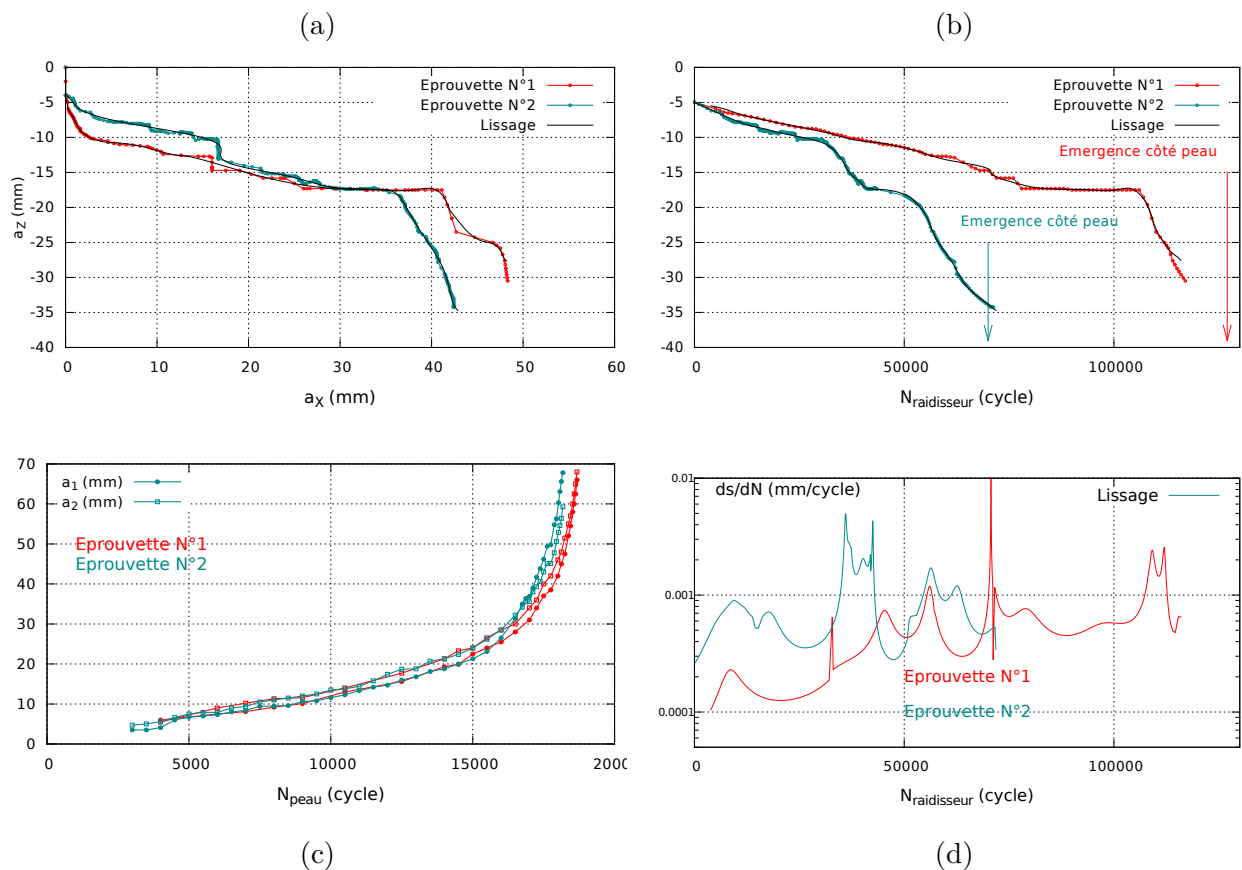 (a)
0
-5
-10
-15
-20
-25
-30
-35
-40
0
10
20
30
40
50
60
a_Z (mm)
a_X (mm)
Eprouvette N°1
Eprouvette N°2
Lissage
(b)
0
-5
-10
-15
-20
-25
-30
-35
-40
0
50000
100000
N_raidisseur (cycle)
Eprouvette N°1
Eprouvette N°2
Lissage
Emergence côté peau
Emergence côté peau
70
60
50
40
30
20
10
0
0
5000
10000
15000
2000
N_peau (cycle)
a_1 (mm)
a_2 (mm)
Eprouvette N°1
Eprouvette N°2
(c)
0.01
0.001
0.0001
0
50000
100000
N_raidisseur (cycle)
ds/dN (mm/cycle)
Lissage
Eprouvette N°1
Eprouvette N°2
(d)